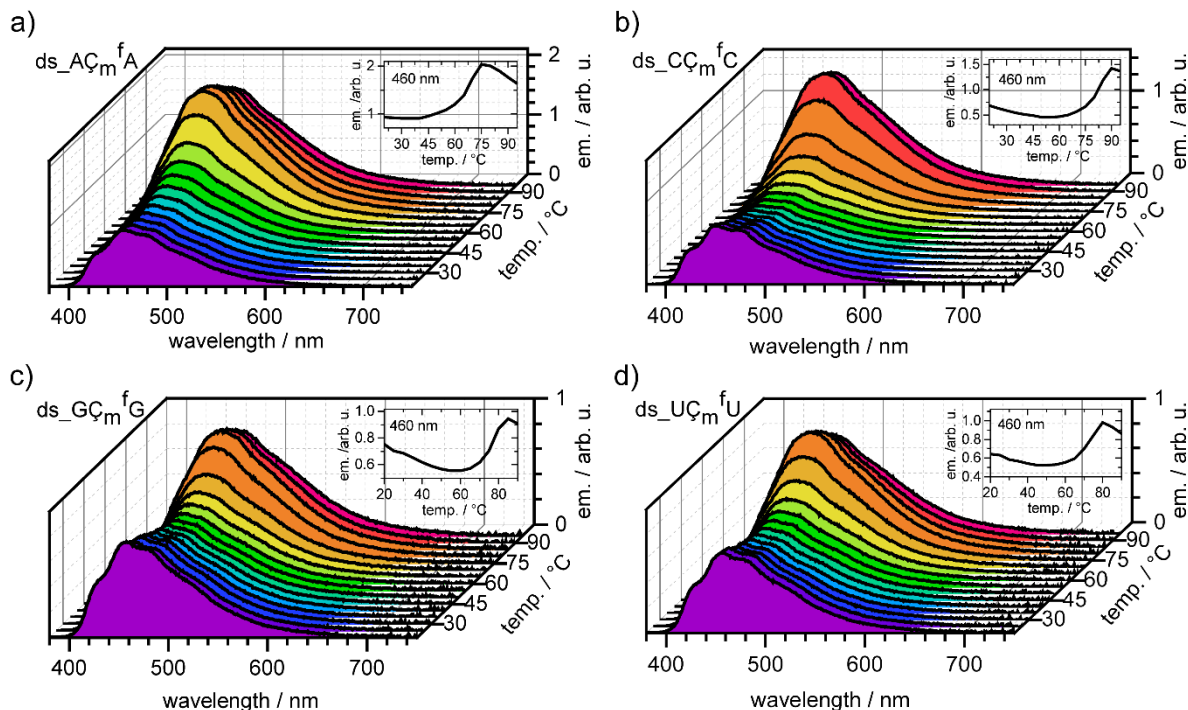 a)
ds_AÇₘᶠA
460 nm
em. /arb. u.
2
1
30 45 60 75 90
temp. / °C
2
1
0
em. / arb. u.
90
75
60
45
30
temp. / °C
400 500 600 700
wavelength / nm
b)
ds_CÇₘᶠC
460 nm
em. /arb. u.
1.5
1.0
0.5
30 45 60 75 90
temp. / °C
1
0
em. / arb. u.
90
75
60
45
30
temp. / °C
400 500 600 700
wavelength / nm
c)
ds_GÇₘᶠG
460 nm
em. /arb. u.
1.0
0.8
0.6
20 40 60 80
temp. / °C
1
0
em. / arb. u.
90
75
60
45
30
temp. / °C
400 500 600 700
wavelength / nm
d)
ds_UÇₘᶠU
460 nm
em. /arb. u.
1.0
0.8
0.6
0.4
20 40 60 80
temp. / °C
1
0
em. / arb. u.
90
75
60
45
30
temp. / °C
400 500 600 700
wavelength / nm